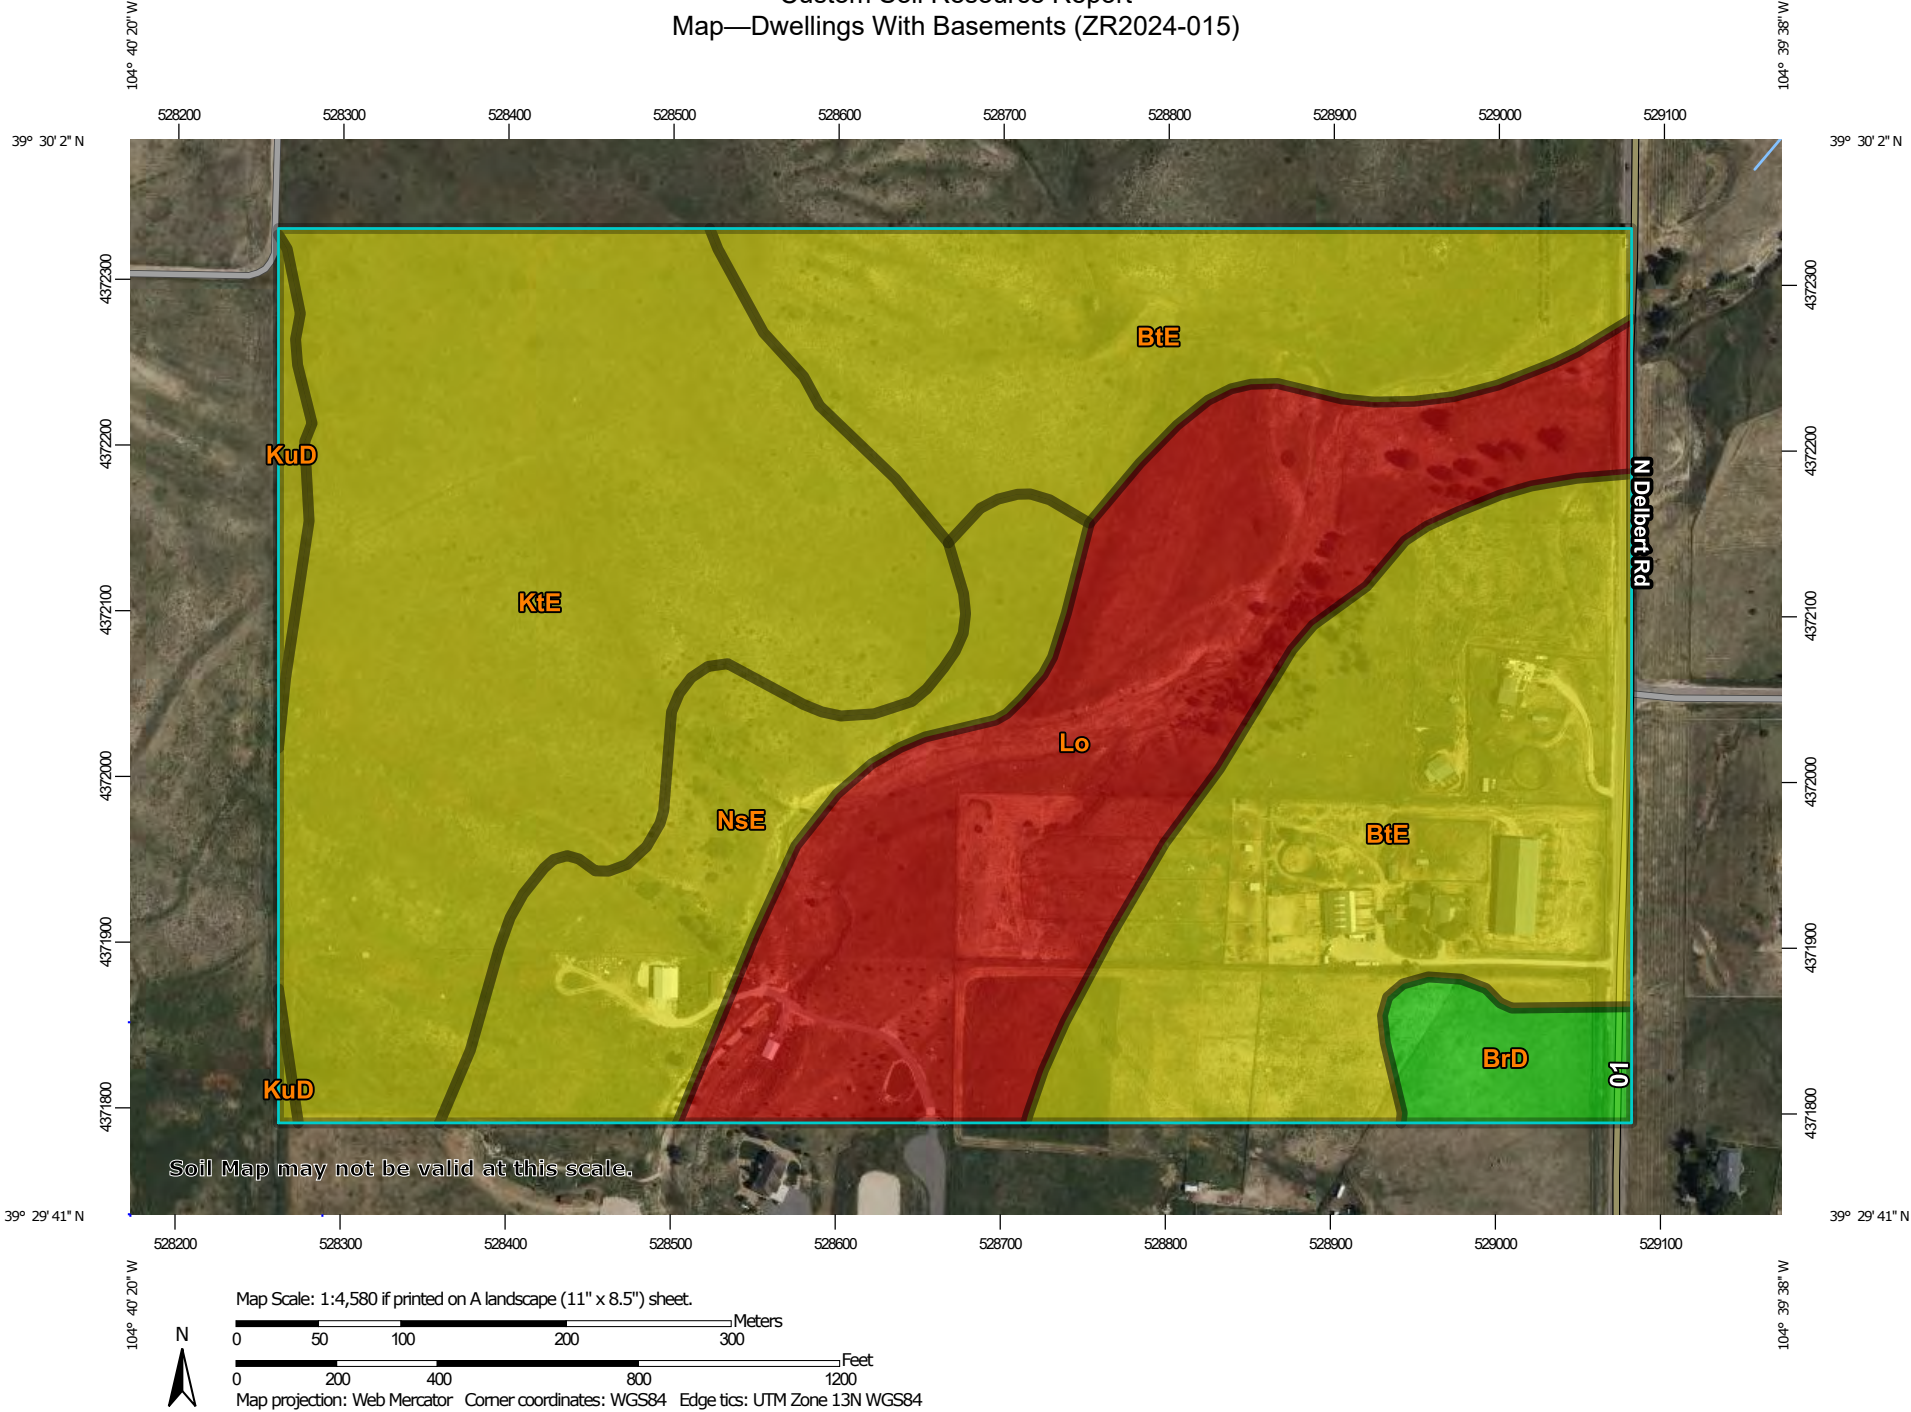 Custom Soil Resource Report
Map—Dwellings With Basements (ZR2024-015)
104° 40' 20" W
104° 39' 38" W
528200 528300 528400 528500 528600 528700 528800 528900 529000 529100
39° 30' 2" N
39° 30' 2" N
4372300
4372300
BtE
4372200
4372200
KuD
N Delbert Rd
KtE
4372100
4372100
Lo
4372000
4372000
NsE
BtE
4371900
4371900
BrD
01
KuD
4371800
4371800
Soil Map may not be valid at this scale.
39° 29' 41" N
39° 29' 41" N
528200 528300 528400 528500 528600 528700 528800 528900 529000 529100
104° 40' 20" W
104° 39' 38" W
Map Scale: 1:4,580 if printed on A landscape (11" x 8.5") sheet.
Meters
N
0 50 100 200 300
Feet
0 200 400 800 1200
Map projection: Web Mercator Corner coordinates: WGS84 Edge tics: UTM Zone 13N WGS84